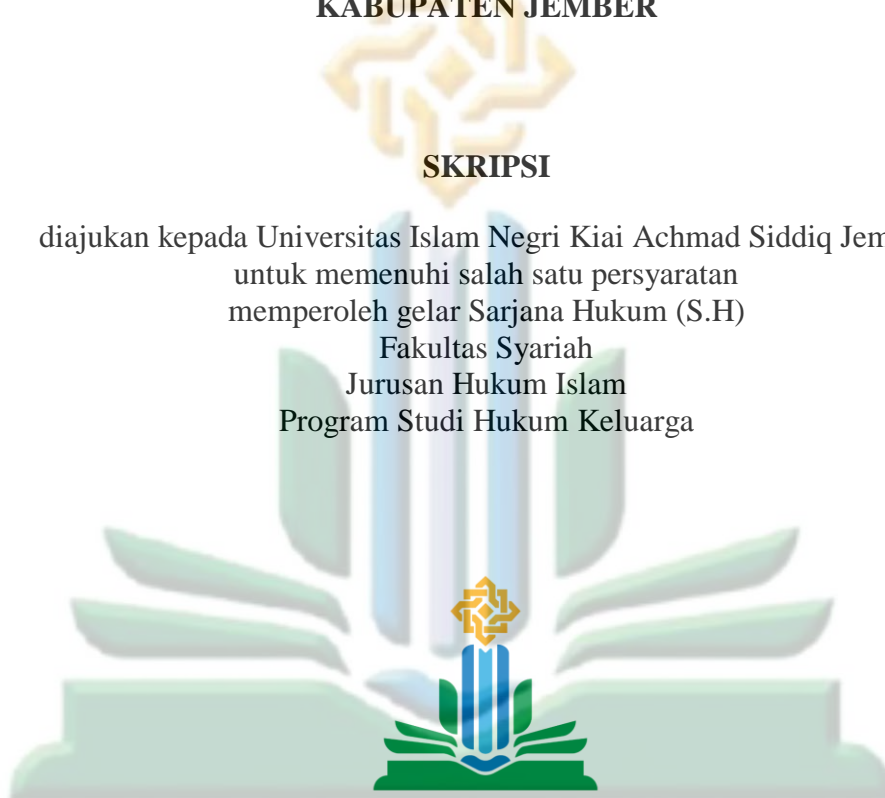 KABUPATEN JEMBER
SKRIPSI
diajukan kepada Universitas Islam Negri Kiai Achmad Siddiq Jem
untuk memenuhi salah satu persyaratan
memperoleh gelar Sarjana Hukum (S.H)
Fakultas Syariah
Jurusan Hukum Islam
Program Studi Hukum Keluarga